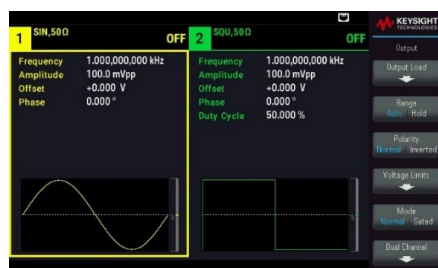 1 SIN,50Ω OFF
Frequency 1.000,000,000 kHz
Amplitude 100.0 mVpp
Offset +0.000 V
Phase 0.000 °
2 SQU,50Ω OFF
Frequency 1.000,000,000 kHz
Amplitude 100.0 mVpp
Offset +0.000 V
Phase 0.000 °
Duty Cycle 50.000 %
KEYSIGHT
TECHNOLOGIES
Output
Output Load
Range
Auto Hold
Polarity
Normal Inverted
Voltage Limits
Mode
Normal Gated
Dual Channel